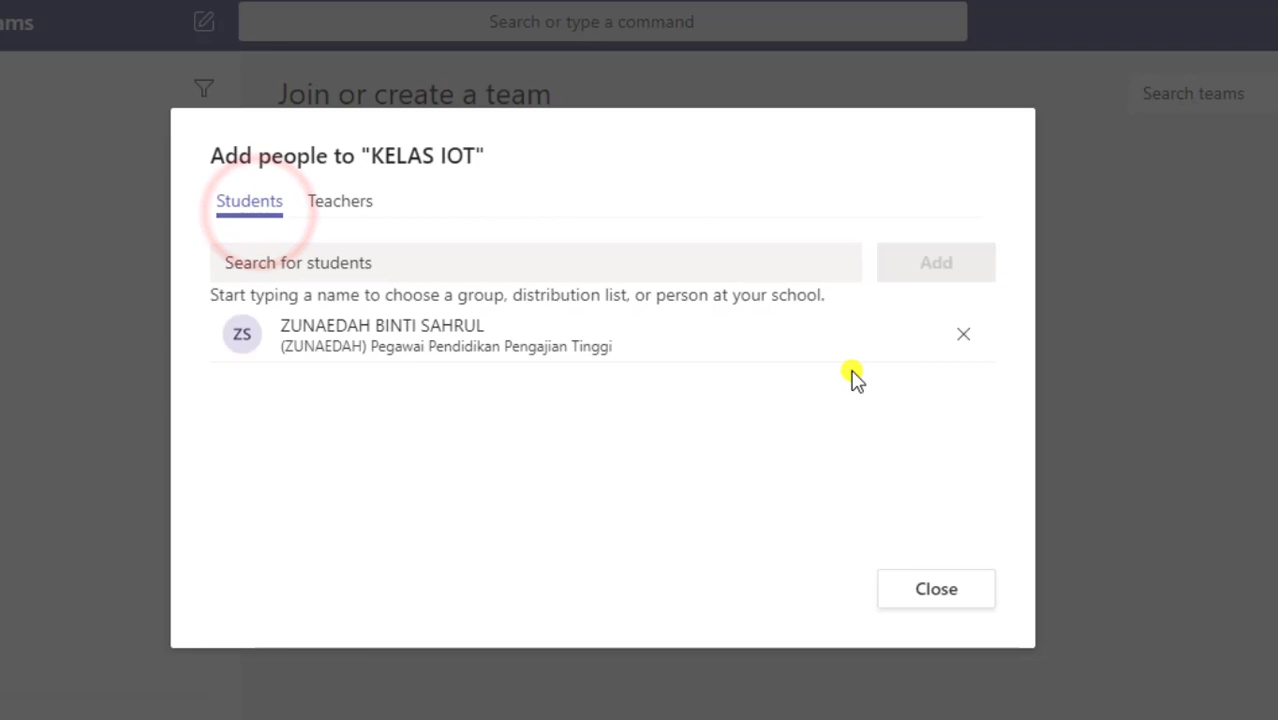 ams
Search or type a command
Join or create a team
Search teams
Add people to "KELAS IOT"
Students
Teachers
Search for students
Add
Start typing a name to choose a group, distribution list, or person at your school.
ZS
ZUNAEDAH BINTI SAHRUL
(ZUNAEDAH) Pegawai Pendidikan Pengajian Tinggi
Close